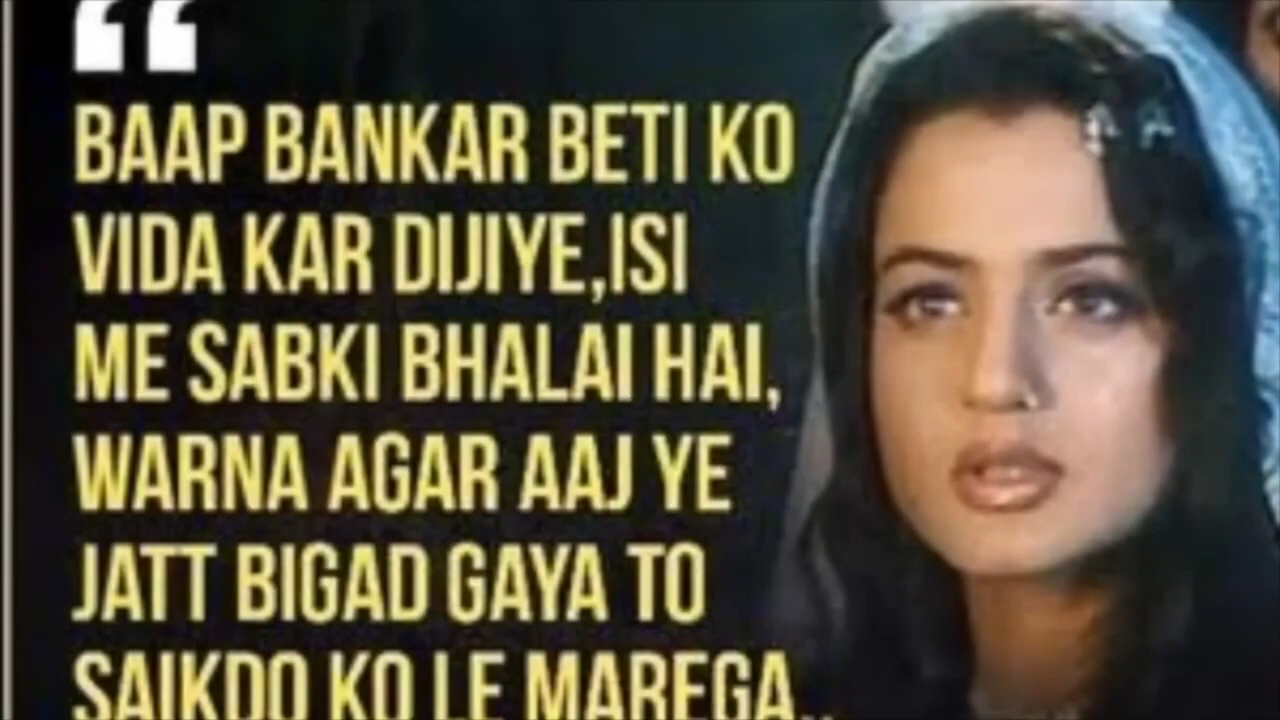 “
BAAP BANKAR BETI KO
VIDA KAR DIJIYE,ISI
ME SABKI BHALAI HAI,
WARNA AGAR AAJ YE
JATT BIGAD GAYA TO
SAIKDO KO LE MAREGA..